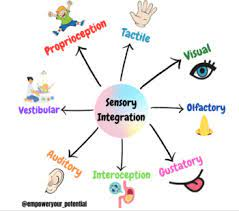 Proprioception
Tactile
Visual
Vestibular
Sensory
Integration
Olfactory
Auditory
Interoception
Gustatory
@empoweryour_potential